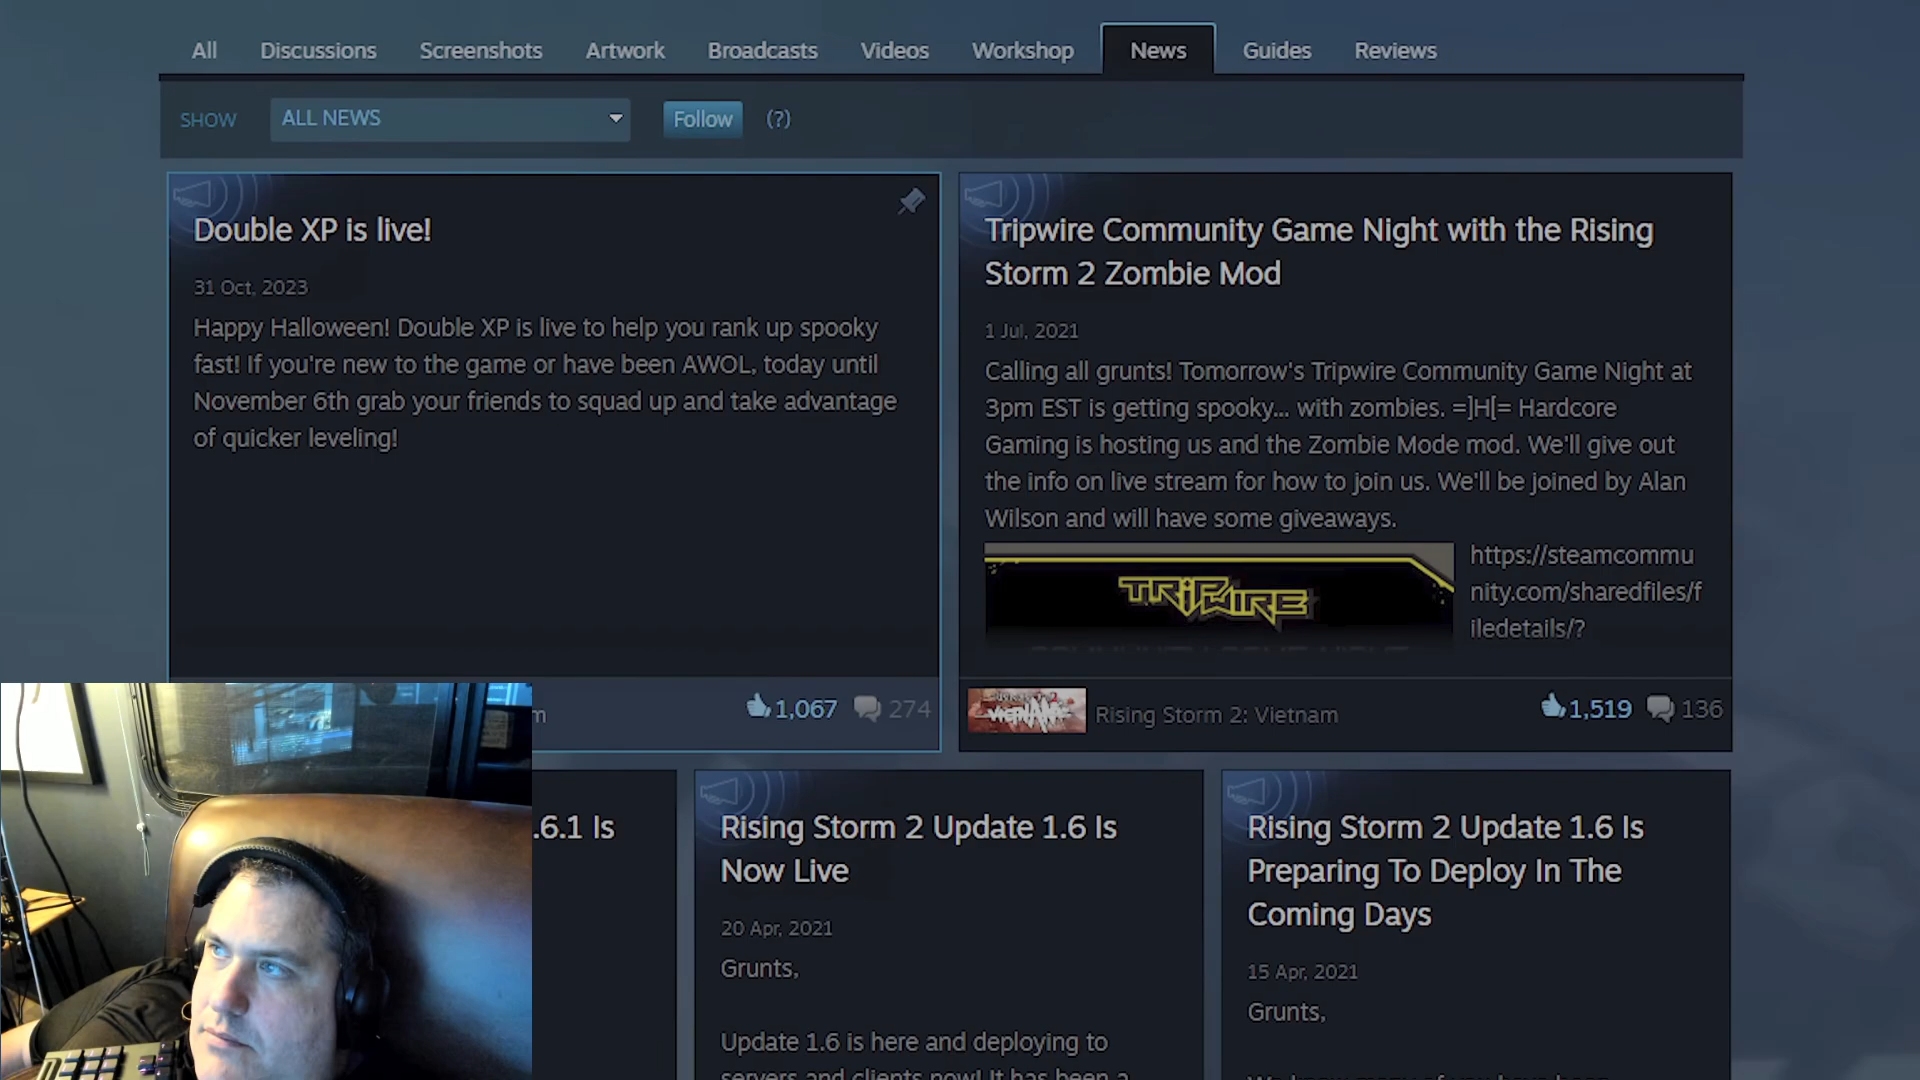 All Discussions Screenshots Artwork Broadcasts Videos Workshop News Guides Reviews
SHOW ALL NEWS Follow (?)
Double XP is live!
31 Oct, 2023
Happy Halloween! Double XP is live to help you rank up spooky
fast! If you're new to the game or have been AWOL, today until
November 6th grab your friends to squad up and take advantage
of quicker leveling!
m 1,067 274
Tripwire Community Game Night with the Rising
Storm 2 Zombie Mod
1 Jul, 2021
Calling all grunts! Tomorrow's Tripwire Community Game Night at
3pm EST is getting spooky... with zombies. =]H[= Hardcore
Gaming is hosting us and the Zombie Mode mod. We'll give out
the info on live stream for how to join us. We'll be joined by Alan
Wilson and will have some giveaways.
TRIPWIRE
https://steamcommu
nity.com/sharedfiles/f
iledetails/?
VIETNAM Rising Storm 2: Vietnam 1,519 136
.6.1 Is
Rising Storm 2 Update 1.6 Is
Now Live
20 Apr, 2021
Grunts,
Update 1.6 is here and deploying to
servers and clients now! It has been a
Rising Storm 2 Update 1.6 Is
Preparing To Deploy In The
Coming Days
15 Apr, 2021
Grunts,